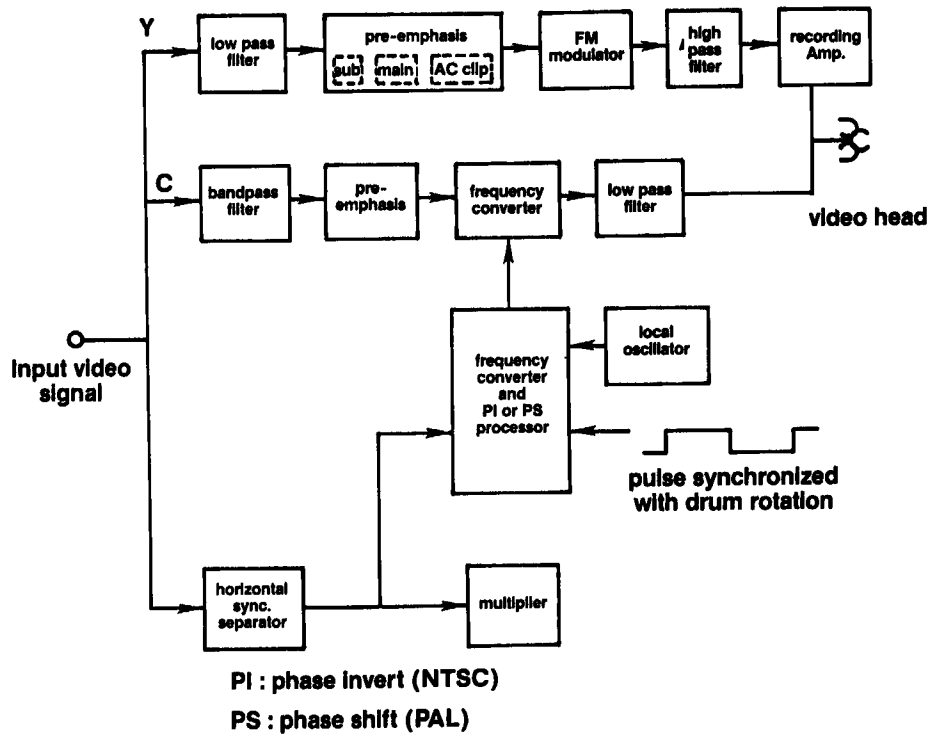 Y
low pass
filter
pre-emphasis
sub main AC clip
FM
modulator
high
pass
filter
recording
Amp.
C
bandpass
filter
pre-
emphasis
frequency
converter
low pass
filter
video head
Input video
signal
frequency
converter
and
PI or PS
processor
local
oscillator
pulse synchronized
with drum rotation
horizontal
sync.
separator
multiplier
PI : phase invert (NTSC)
PS : phase shift (PAL)